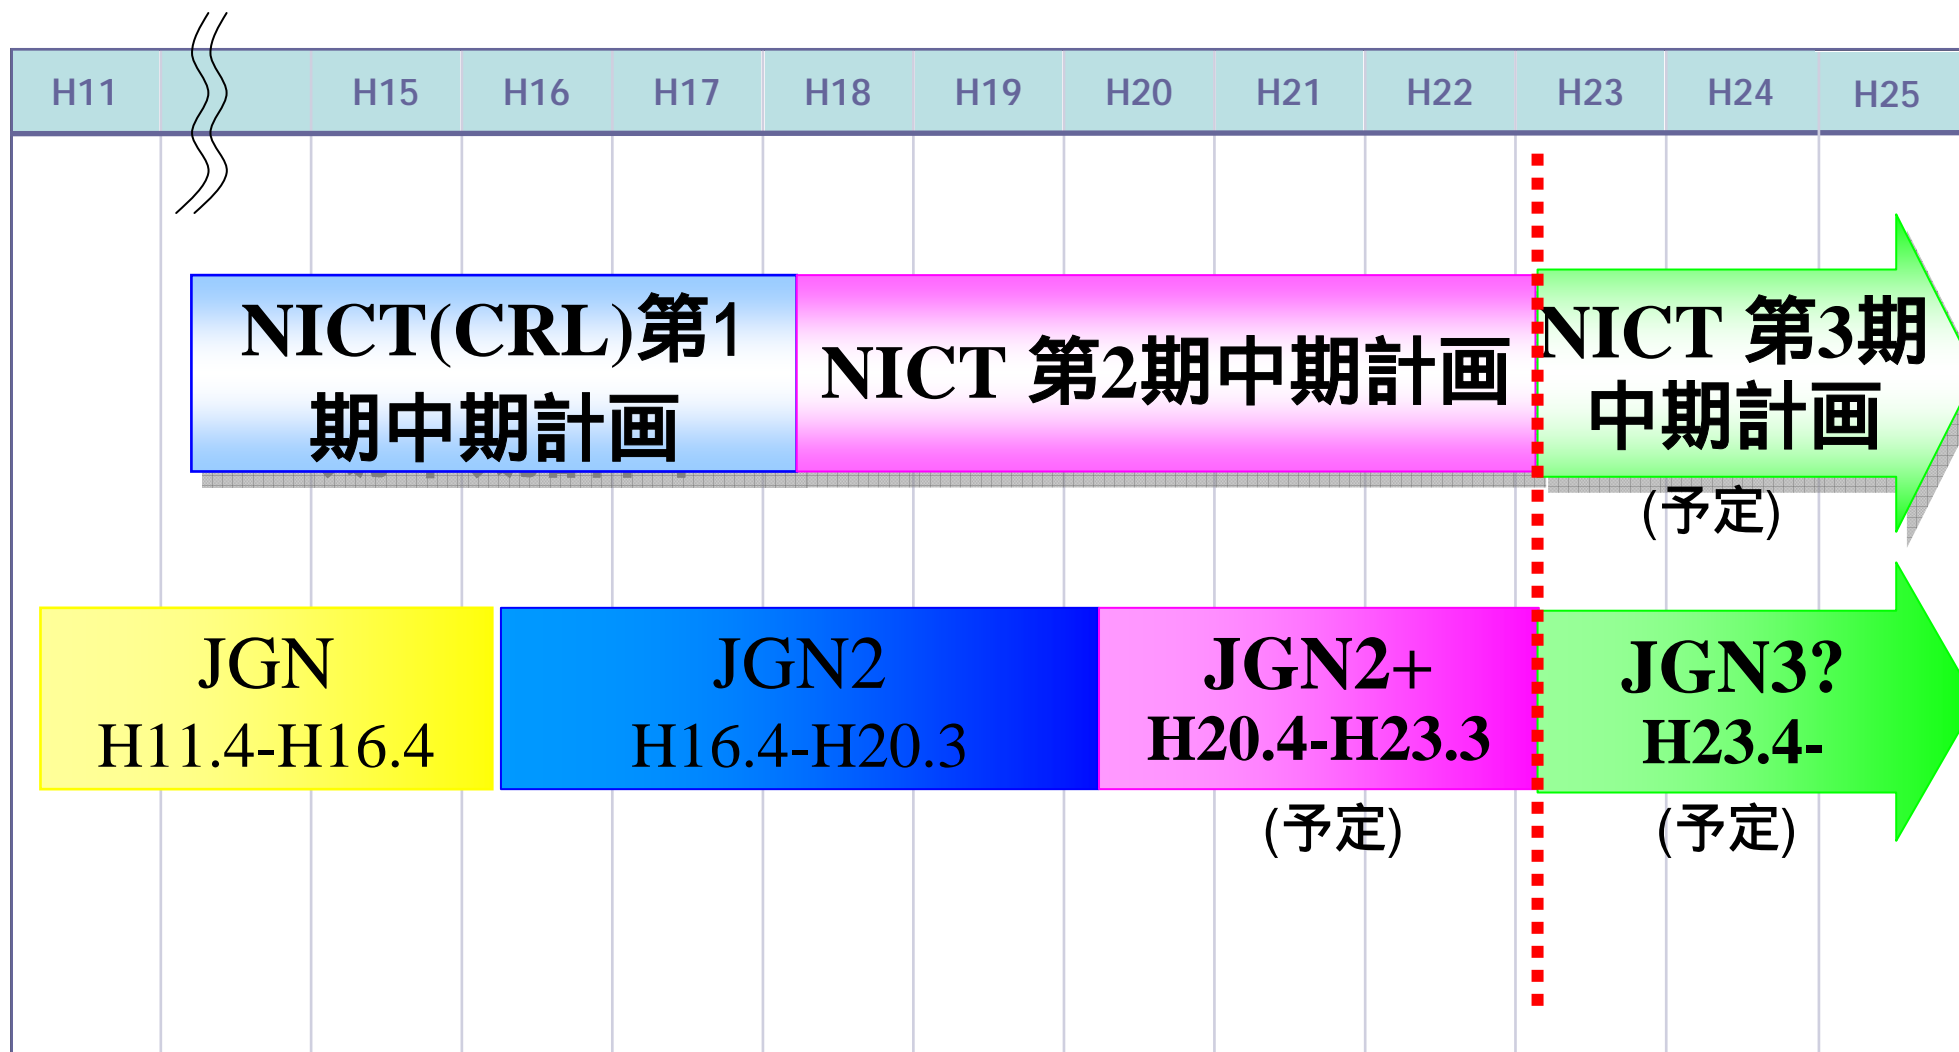 H11 H15 H16 H17 H18 H19 H20 H21 H22 H23 H24 H25
NICT(CRL)第1
期中期計画
NICT 第2期中期計画
NICT 第3期
中期計画
(予定)
JGN
H11.4-H16.4
JGN2
H16.4-H20.3
JGN2+
H20.4-H23.3
(予定)
JGN3?
H23.4-
(予定)